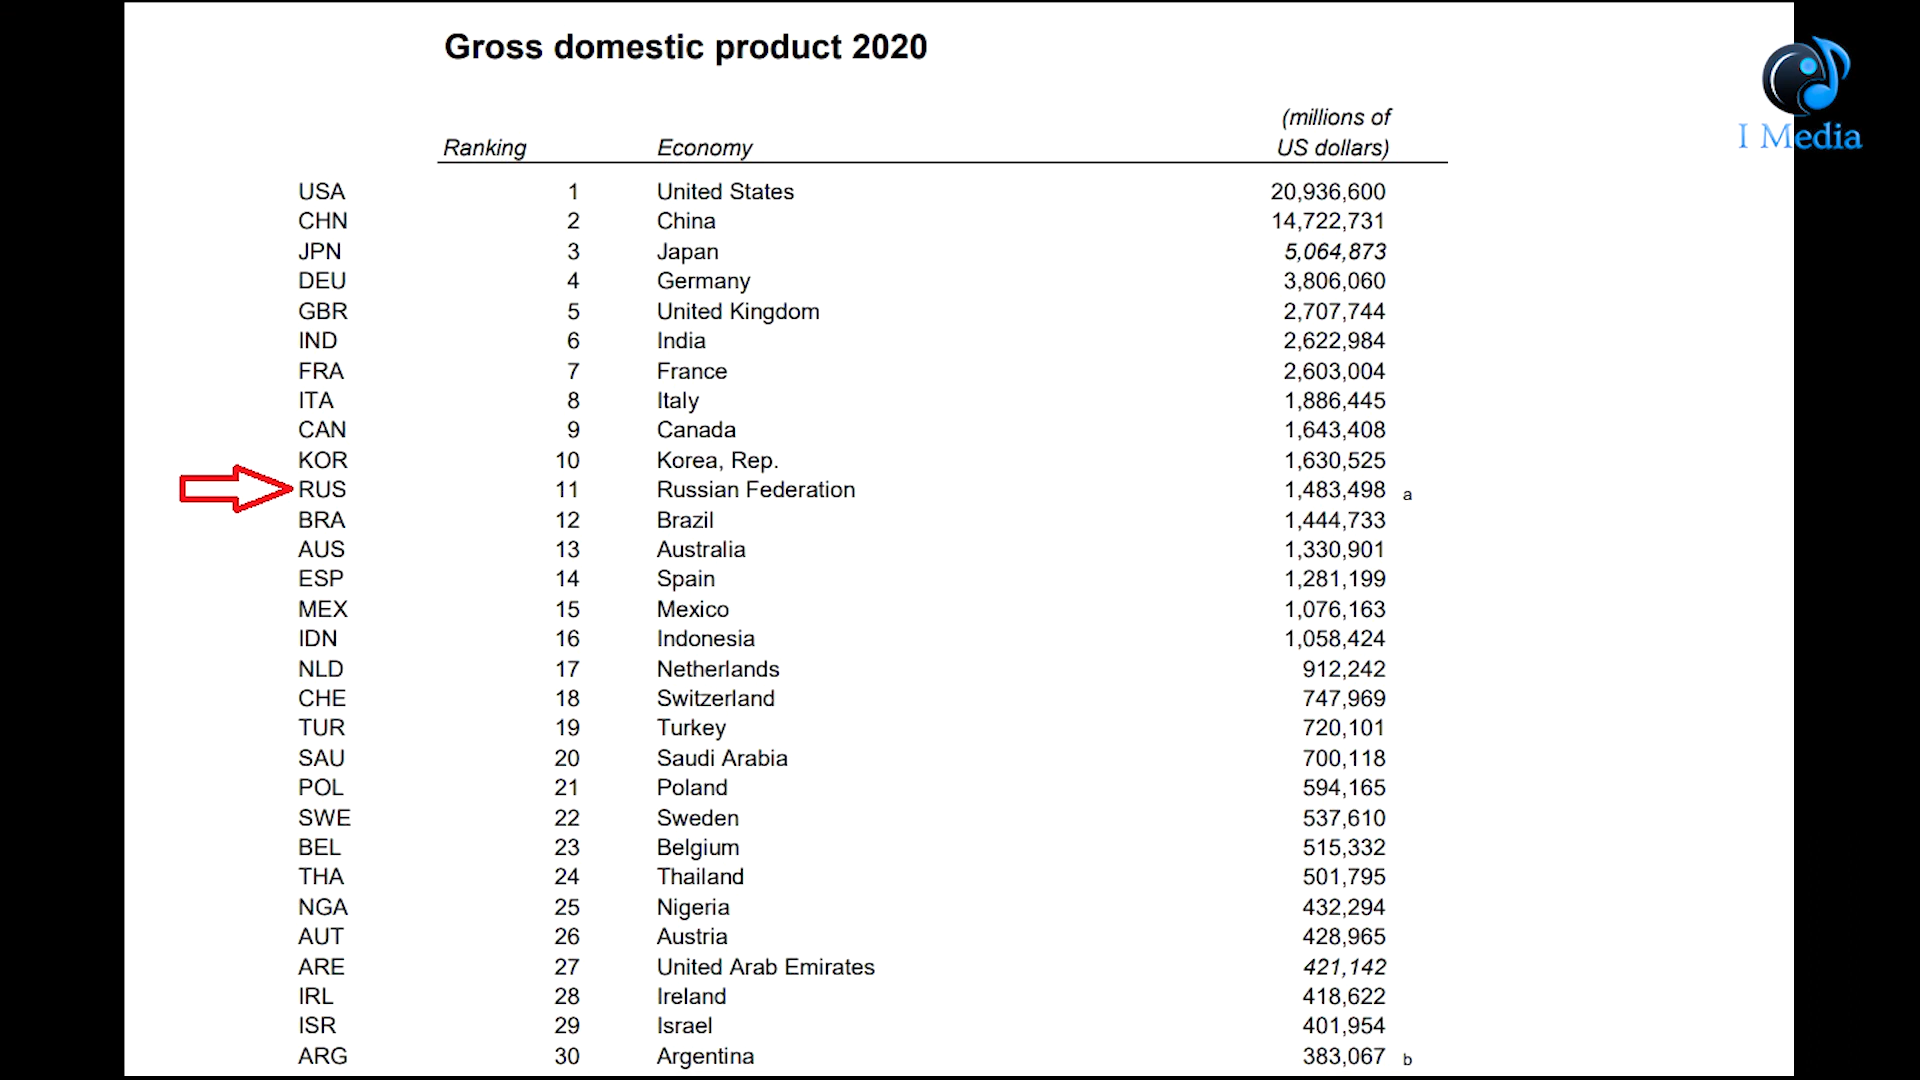 Gross domestic product 2020
I Media
(millions of
Ranking Economy US dollars)
USA 1 United States 20,936,600
CHN 2 China 14,722,731
JPN 3 Japan 5,064,873
DEU 4 Germany 3,806,060
GBR 5 United Kingdom 2,707,744
IND 6 India 2,622,984
FRA 7 France 2,603,004
ITA 8 Italy 1,886,445
CAN 9 Canada 1,643,408
KOR 10 Korea, Rep. 1,630,525
RUS 11 Russian Federation 1,483,498 a
BRA 12 Brazil 1,444,733
AUS 13 Australia 1,330,901
ESP 14 Spain 1,281,199
MEX 15 Mexico 1,076,163
IDN 16 Indonesia 1,058,424
NLD 17 Netherlands 912,242
CHE 18 Switzerland 747,969
TUR 19 Turkey 720,101
SAU 20 Saudi Arabia 700,118
POL 21 Poland 594,165
SWE 22 Sweden 537,610
BEL 23 Belgium 515,332
THA 24 Thailand 501,795
NGA 25 Nigeria 432,294
AUT 26 Austria 428,965
ARE 27 United Arab Emirates 421,142
IRL 28 Ireland 418,622
ISR 29 Israel 401,954
ARG 30 Argentina 383,067 b